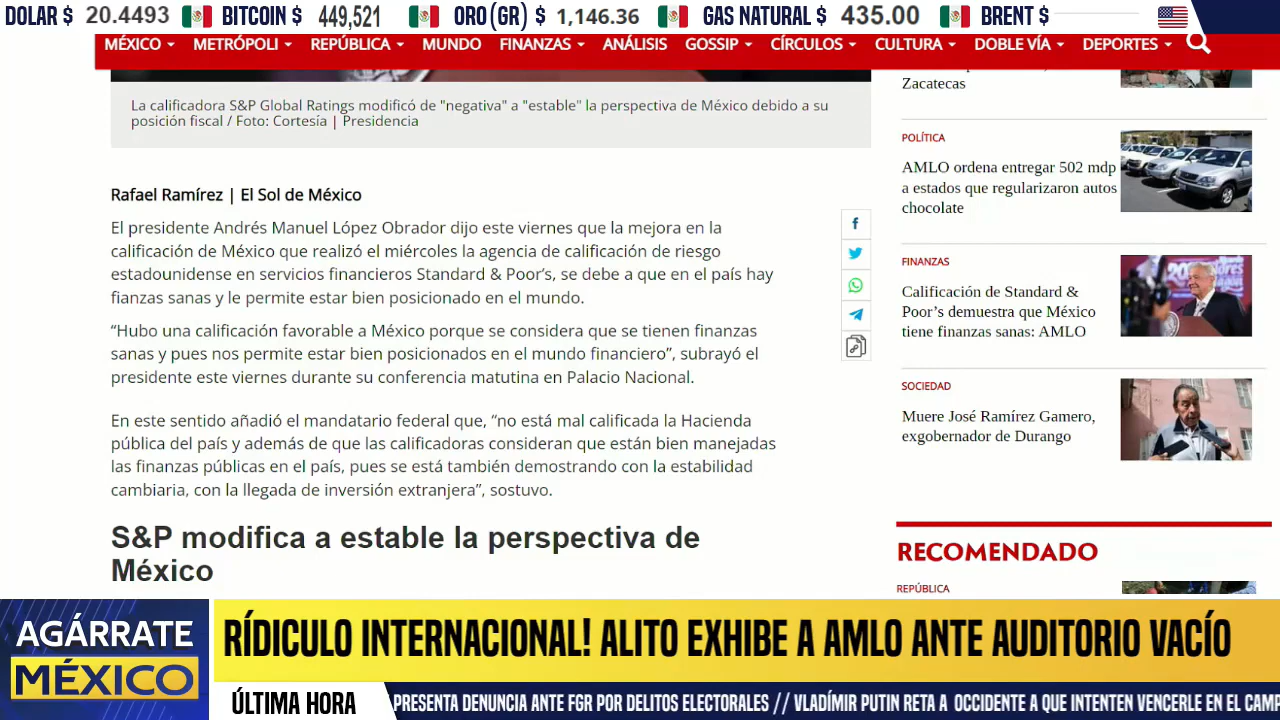 DOLAR $ 20.4493 BITCOIN $ 449,521 ORO(GR) $ 1,146.36 GAS NATURAL $ 435.00 BRENT $
MÉXICO METRÓPOLI REPÚBLICA MUNDO FINANZAS ANÁLISIS GOSSIP CÍRCULOS CULTURA DOBLE VÍA DEPORTES
La calificadora S&P Global Ratings modificó de "negativa" a "estable" la perspectiva de México debido a su
posición fiscal / Foto: Cortesía | Presidencia
Rafael Ramírez | El Sol de México
El presidente Andrés Manuel López Obrador dijo este viernes que la mejora en la
calificación de México que realizó el miércoles la agencia de calificación de riesgo
estadounidense en servicios financieros Standard & Poor’s, se debe a que en el país hay
fianzas sanas y le permite estar bien posicionado en el mundo.
“Hubo una calificación favorable a México porque se considera que se tienen finanzas
sanas y pues nos permite estar bien posicionados en el mundo financiero”, subrayó el
presidente este viernes durante su conferencia matutina en Palacio Nacional.
En este sentido añadió el mandatario federal que, “no está mal calificada la Hacienda
pública del país y además de que las calificadoras consideran que están bien manejadas
las finanzas públicas en el país, pues se está también demostrando con la estabilidad
cambiaria, con la llegada de inversión extranjera”, sostuvo.
S&P modifica a estable la perspectiva de
México
Zacatecas
POLÍTICA
AMLO ordena entregar 502 mdp
a estados que regularizaron autos
chocolate
FINANZAS
Calificación de Standard &
Poor’s demuestra que México
tiene finanzas sanas: AMLO
SOCIEDAD
Muere José Ramírez Gamero,
exgobernador de Durango
RECOMENDADO
REPÚBLICA
AGÁRRATE
MÉXICO
RÍDICULO INTERNACIONAL! ALITO EXHIBE A AMLO ANTE AUDITORIO VACÍO
ÚLTIMA HORA
PRESENTA DENUNCIA ANTE FGR POR DELITOS ELECTORALES // VLADÍMIR PUTIN RETA A OCCIDENTE A QUE INTENTEN VENCERLE EN EL CAMP